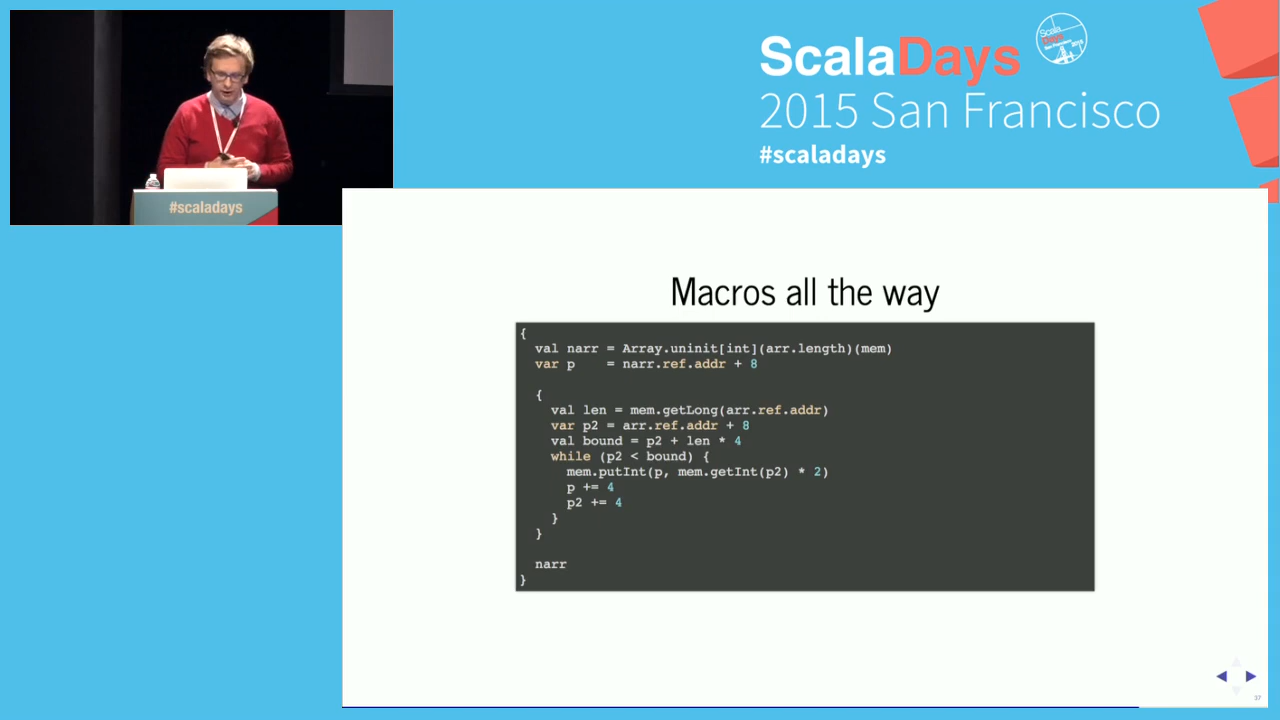 ScalaDays
2015 San Francisco
#scaladays
#scaladays
Macros all the way
{
  val narr = Array.uninit[int](arr.length)(mem)
  var p    = narr.ref.addr + 8
  {
    val len = mem.getLong(arr.ref.addr)
    var p2 = arr.ref.addr + 8
    val bound = p2 + len * 4
    while (p2 < bound) {
      mem.putInt(p, mem.getInt(p2) * 2)
      p += 4
      p2 += 4
    }
  }
  narr
}
37